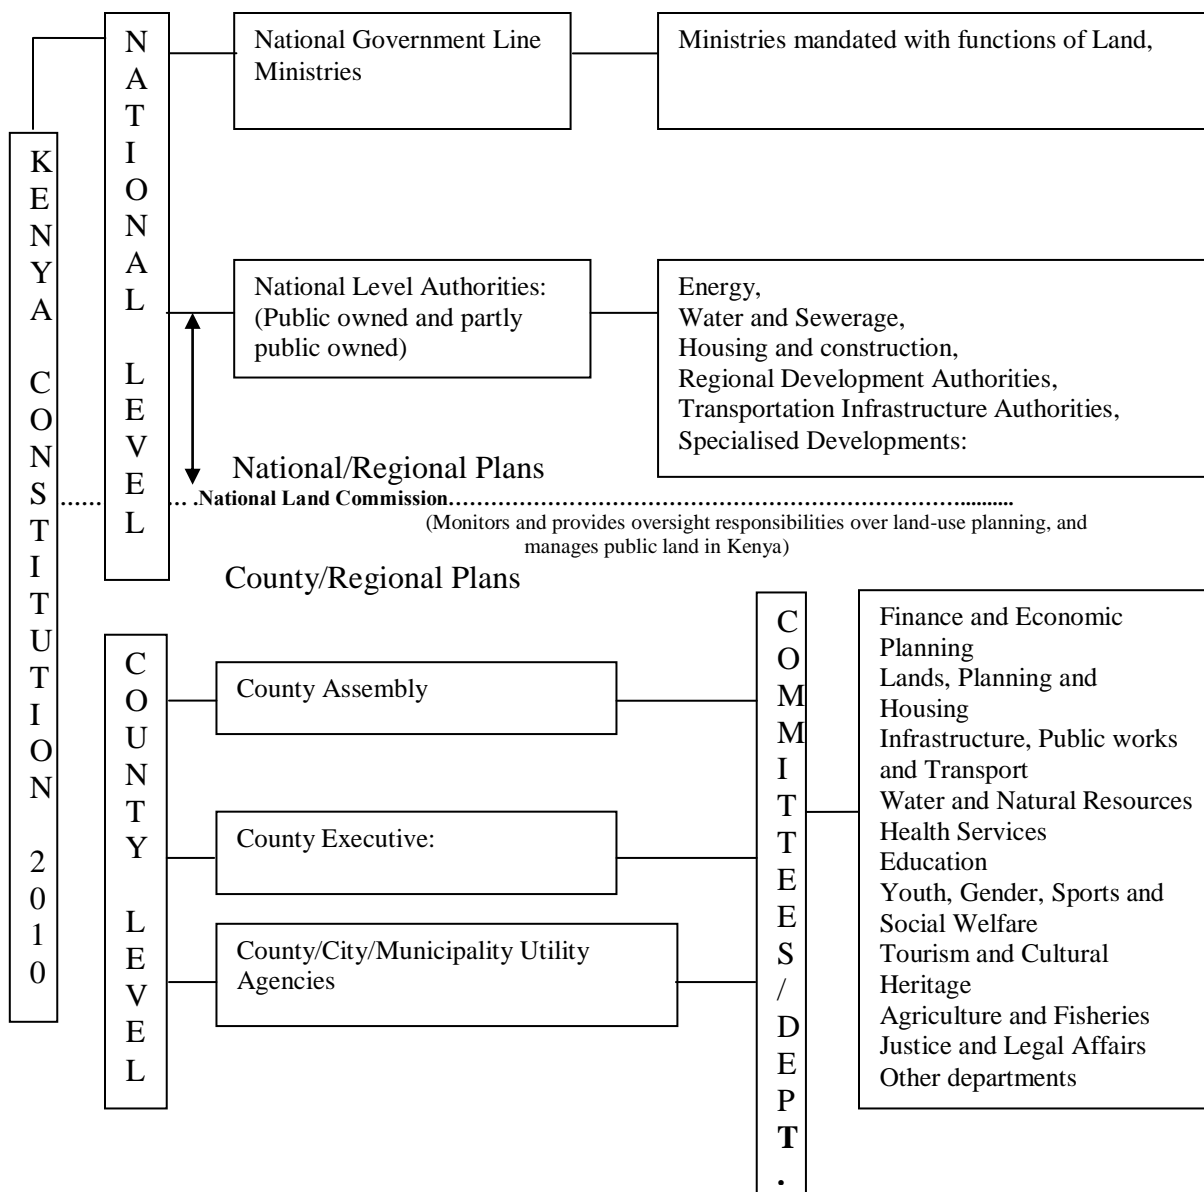 KENYA CONSTITUTION 2010
NATIONAL LEVEL
National Government Line
Ministries
Ministries mandated with functions of Land,
National Level Authorities:
(Public owned and partly
public owned)
Energy,
Water and Sewerage,
Housing and construction,
Regional Development Authorities,
Transportation Infrastructure Authorities,
Specialised Developments:
National/Regional Plans
National Land Commission
(Monitors and provides oversight responsibilities over land-use planning, and
manages public land in Kenya)
County/Regional Plans
COUNTY LEVEL
County Assembly
County Executive:
County/City/Municipality Utility
Agencies
COMMITTEES/DEPT.
Finance and Economic
Planning
Lands, Planning and
Housing
Infrastructure, Public works
and Transport
Water and Natural Resources
Health Services
Education
Youth, Gender, Sports and
Social Welfare
Tourism and Cultural
Heritage
Agriculture and Fisheries
Justice and Legal Affairs
Other departments